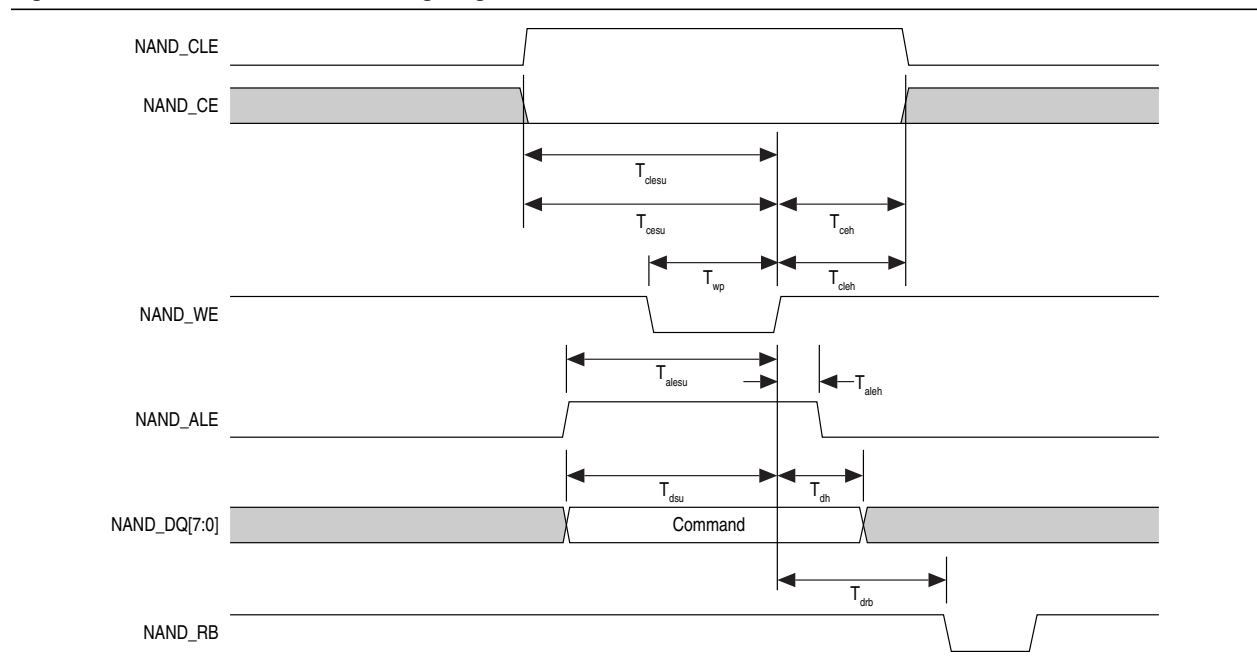 NAND_CLE
NAND_CE
T_clesu
T_cesu T_ceh
T_wp T_cleh
NAND_WE
T_alesu T_aleh
NAND_ALE
T_dsu T_dh
NAND_DQ[7:0] Command
T_drb
NAND_RB